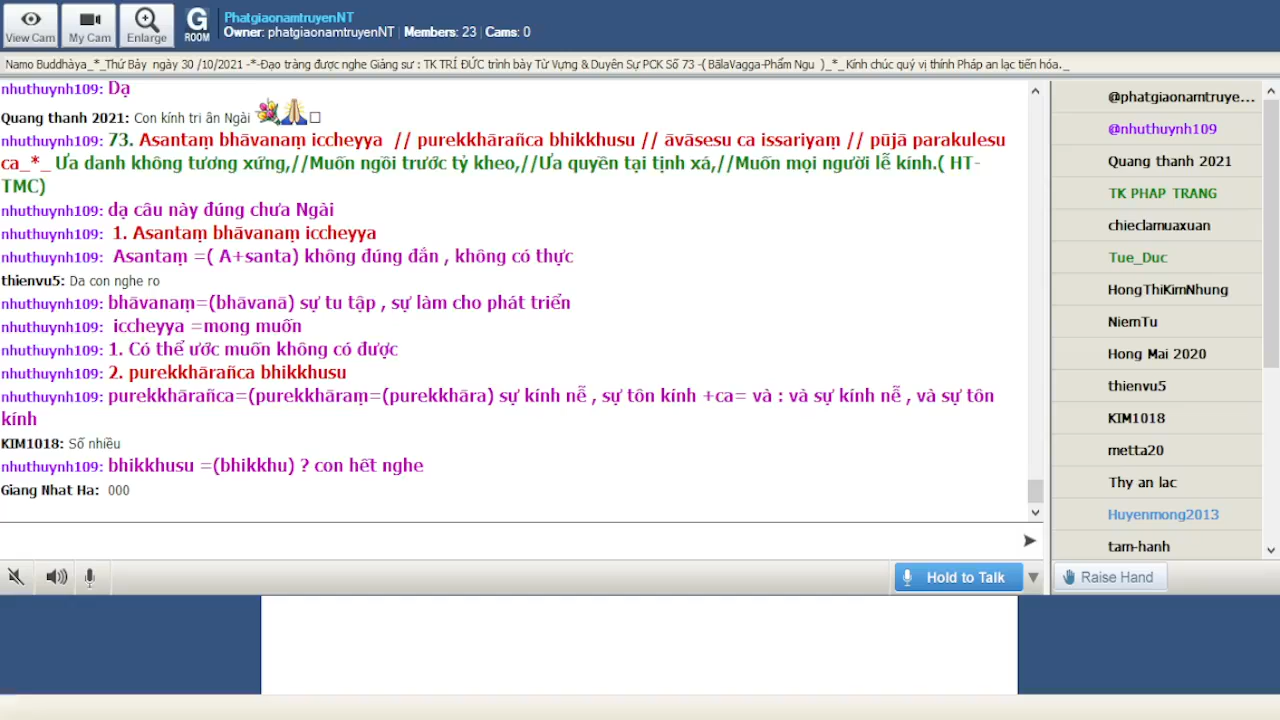 PhatgiaonamtruyenNT
Owner: phatgiaonamtruyenNT | Members: 23 | Cams: 0
View Cam
My Cam
Enlarge
G ROOM
Namo Buddhàya_*_Thứ Bảy ngày 30 /10/2021 -*-Đạo tràng được nghe Giảng sư : TK TRÍ ĐỨC trình bày Từ Vựng & Duyên Sự PCK Số 73 -( BālaVagga-Phẩm Ngu )_*_ Kính chúc quý vị thính Pháp an lạc tiến hóa._
nhuthuynh109: Dạ
Quang thanh 2021: Con kính tri ân Ngài
nhuthuynh109: 73. Asantaṃ bhāvanaṃ iccheyya // purekkhārañca bhikkhusu // āvāsesu ca issariyaṃ // pūjā parakulesu
ca_*_ Ưa danh không tương xứng,//Muốn ngồi trước tỷ kheo,//Ưa quyền tại tịnh xá,//Muốn mọi người lễ kính.( HT-
TMC)
nhuthuynh109: dạ câu này đúng chưa Ngài
nhuthuynh109: 1. Asantaṃ bhāvanaṃ iccheyya
nhuthuynh109: Asantaṃ =( A+santa) không đúng đắn , không có thực
thienvu5: Da con nghe ro
nhuthuynh109: bhāvanaṃ=(bhāvanā) sự tu tập , sự làm cho phát triển
nhuthuynh109: iccheyya =mong muốn
nhuthuynh109: 1. Có thể ước muốn không có được
nhuthuynh109: 2. purekkhārañca bhikkhusu
nhuthuynh109: purekkhārañca=(purekkhāraṃ=(purekkhāra) sự kính nễ , sự tôn kính +ca= và : và sự kính nễ , và sự tôn
kính
KIM1018: Số nhiều
nhuthuynh109: bhikkhusu =(bhikkhu) ? con hết nghe
Giang Nhat Ha: 000
@phatgiaonamtruye...
@nhuthuynh109
Quang thanh 2021
TK PHAP TRANG
chieclamuaxuan
Tue_Duc
HongThiKimNhung
NiemTu
Hong Mai 2020
thienvu5
KIM1018
metta20
Thy an lac
Huyenmong2013
tam-hanh
Hold to Talk
Raise Hand